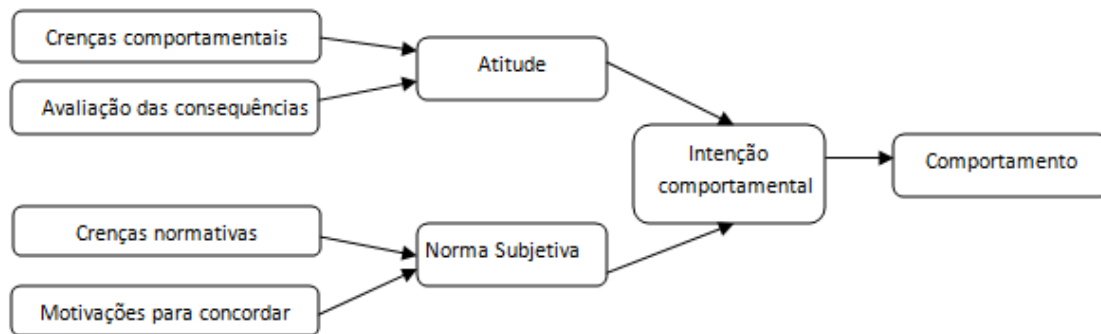 Crenças comportamentais
Avaliação das consequências
Atitude
Intenção
comportamental
Comportamento
Crenças normativas
Motivações para concordar
Norma Subjetiva